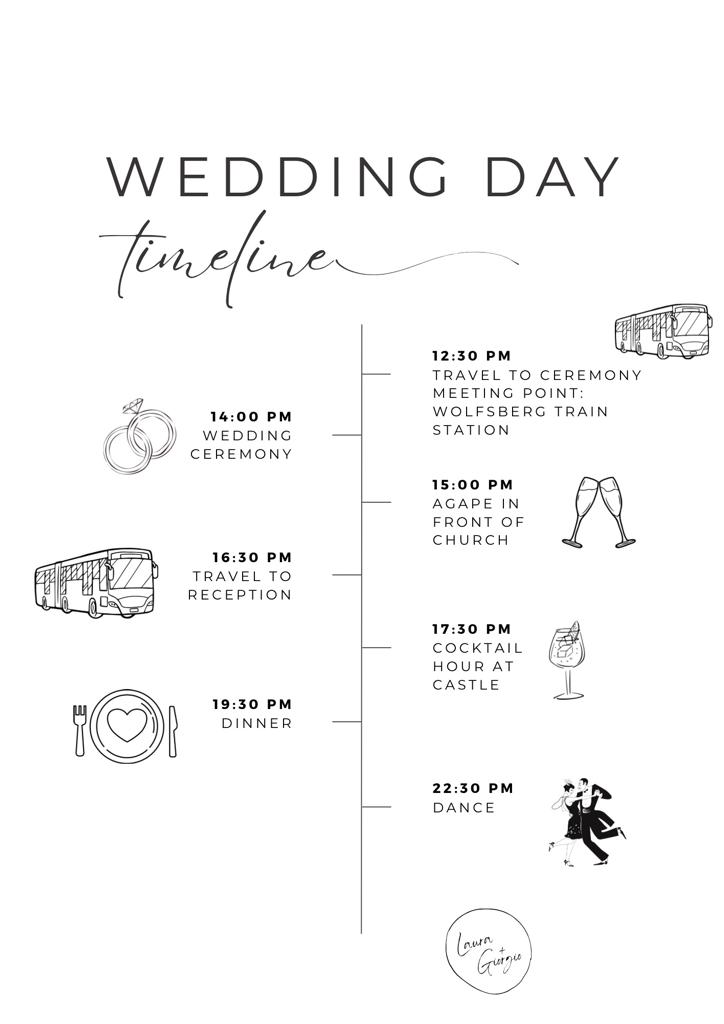 WEDDING DAY
timeline
12:30 PM
TRAVEL TO CEREMONY
MEETING POINT:
WOLFSBERG TRAIN
STATION
14:00 PM
WEDDING
CEREMONY
15:00 PM
AGAPE IN
FRONT OF
CHURCH
16:30 PM
TRAVEL TO
RECEPTION
17:30 PM
COCKTAIL
HOUR AT
CASTLE
19:30 PM
DINNER
22:30 PM
DANCE
Laura
+
Giorgio